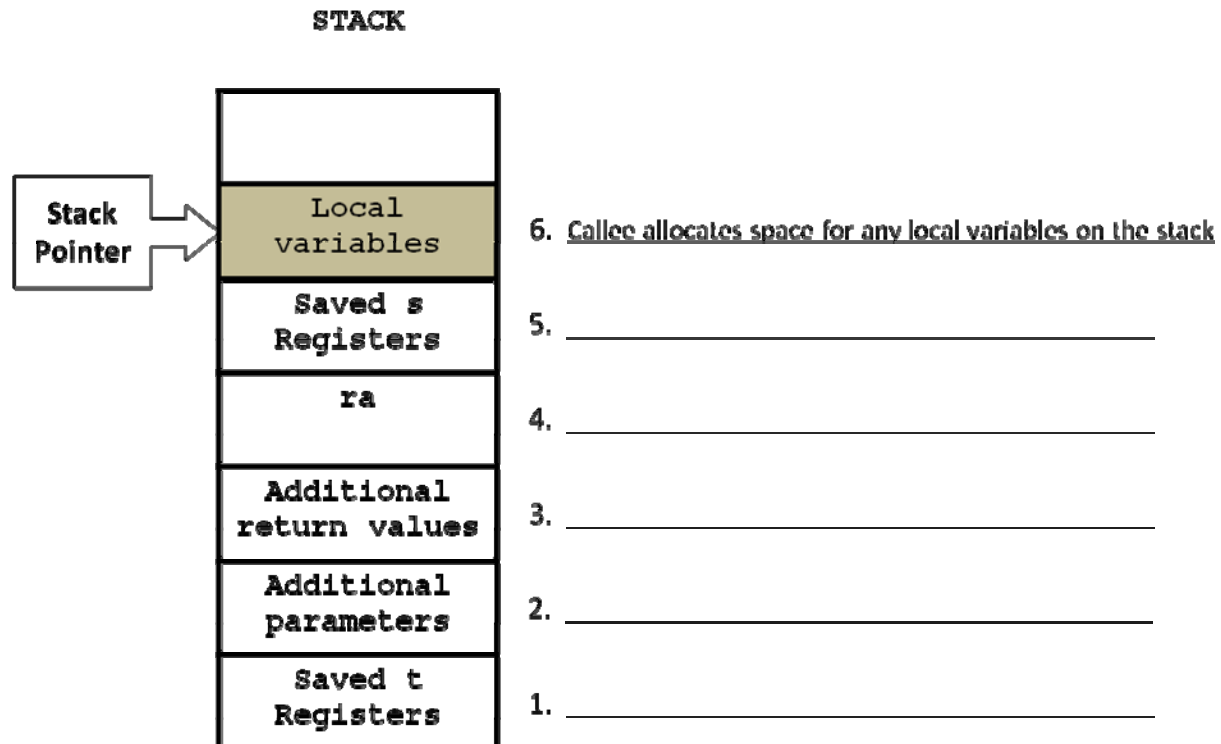 STACK
Stack
Pointer
Local
variables
6. Callee allocates space for any local variables on the stack
Saved s
Registers
5.
ra
4.
Additional
return values
3.
Additional
parameters
2.
Saved t
Registers
1.